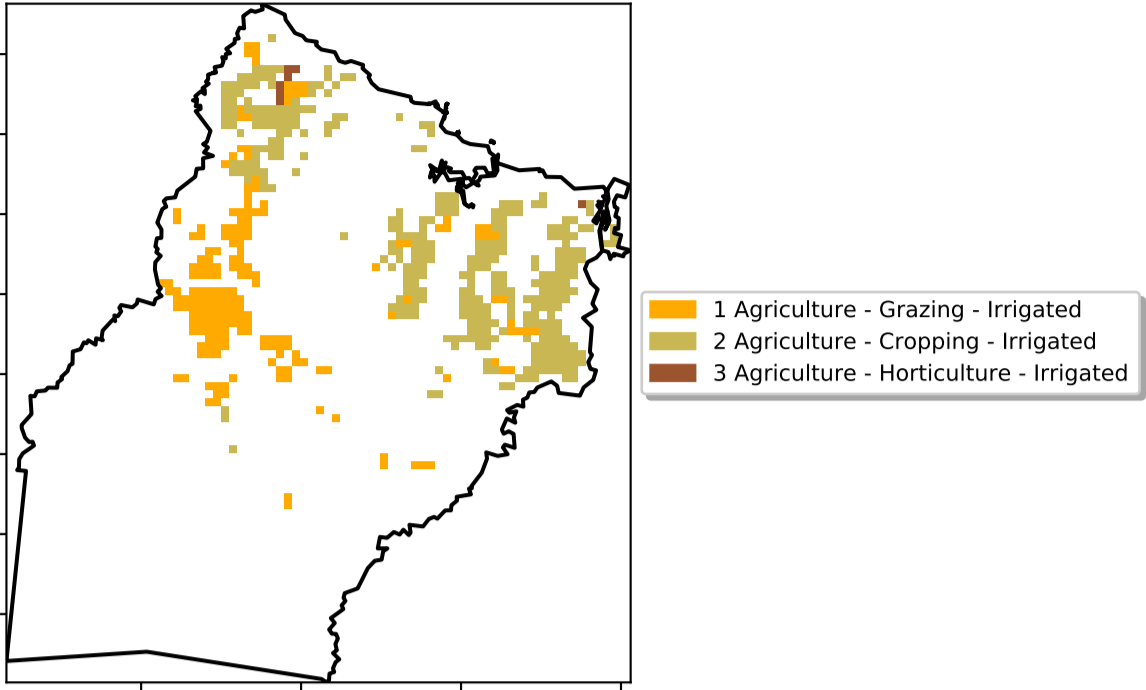 1 Agriculture - Grazing - Irrigated
2 Agriculture - Cropping - Irrigated
3 Agriculture - Horticulture - Irrigated